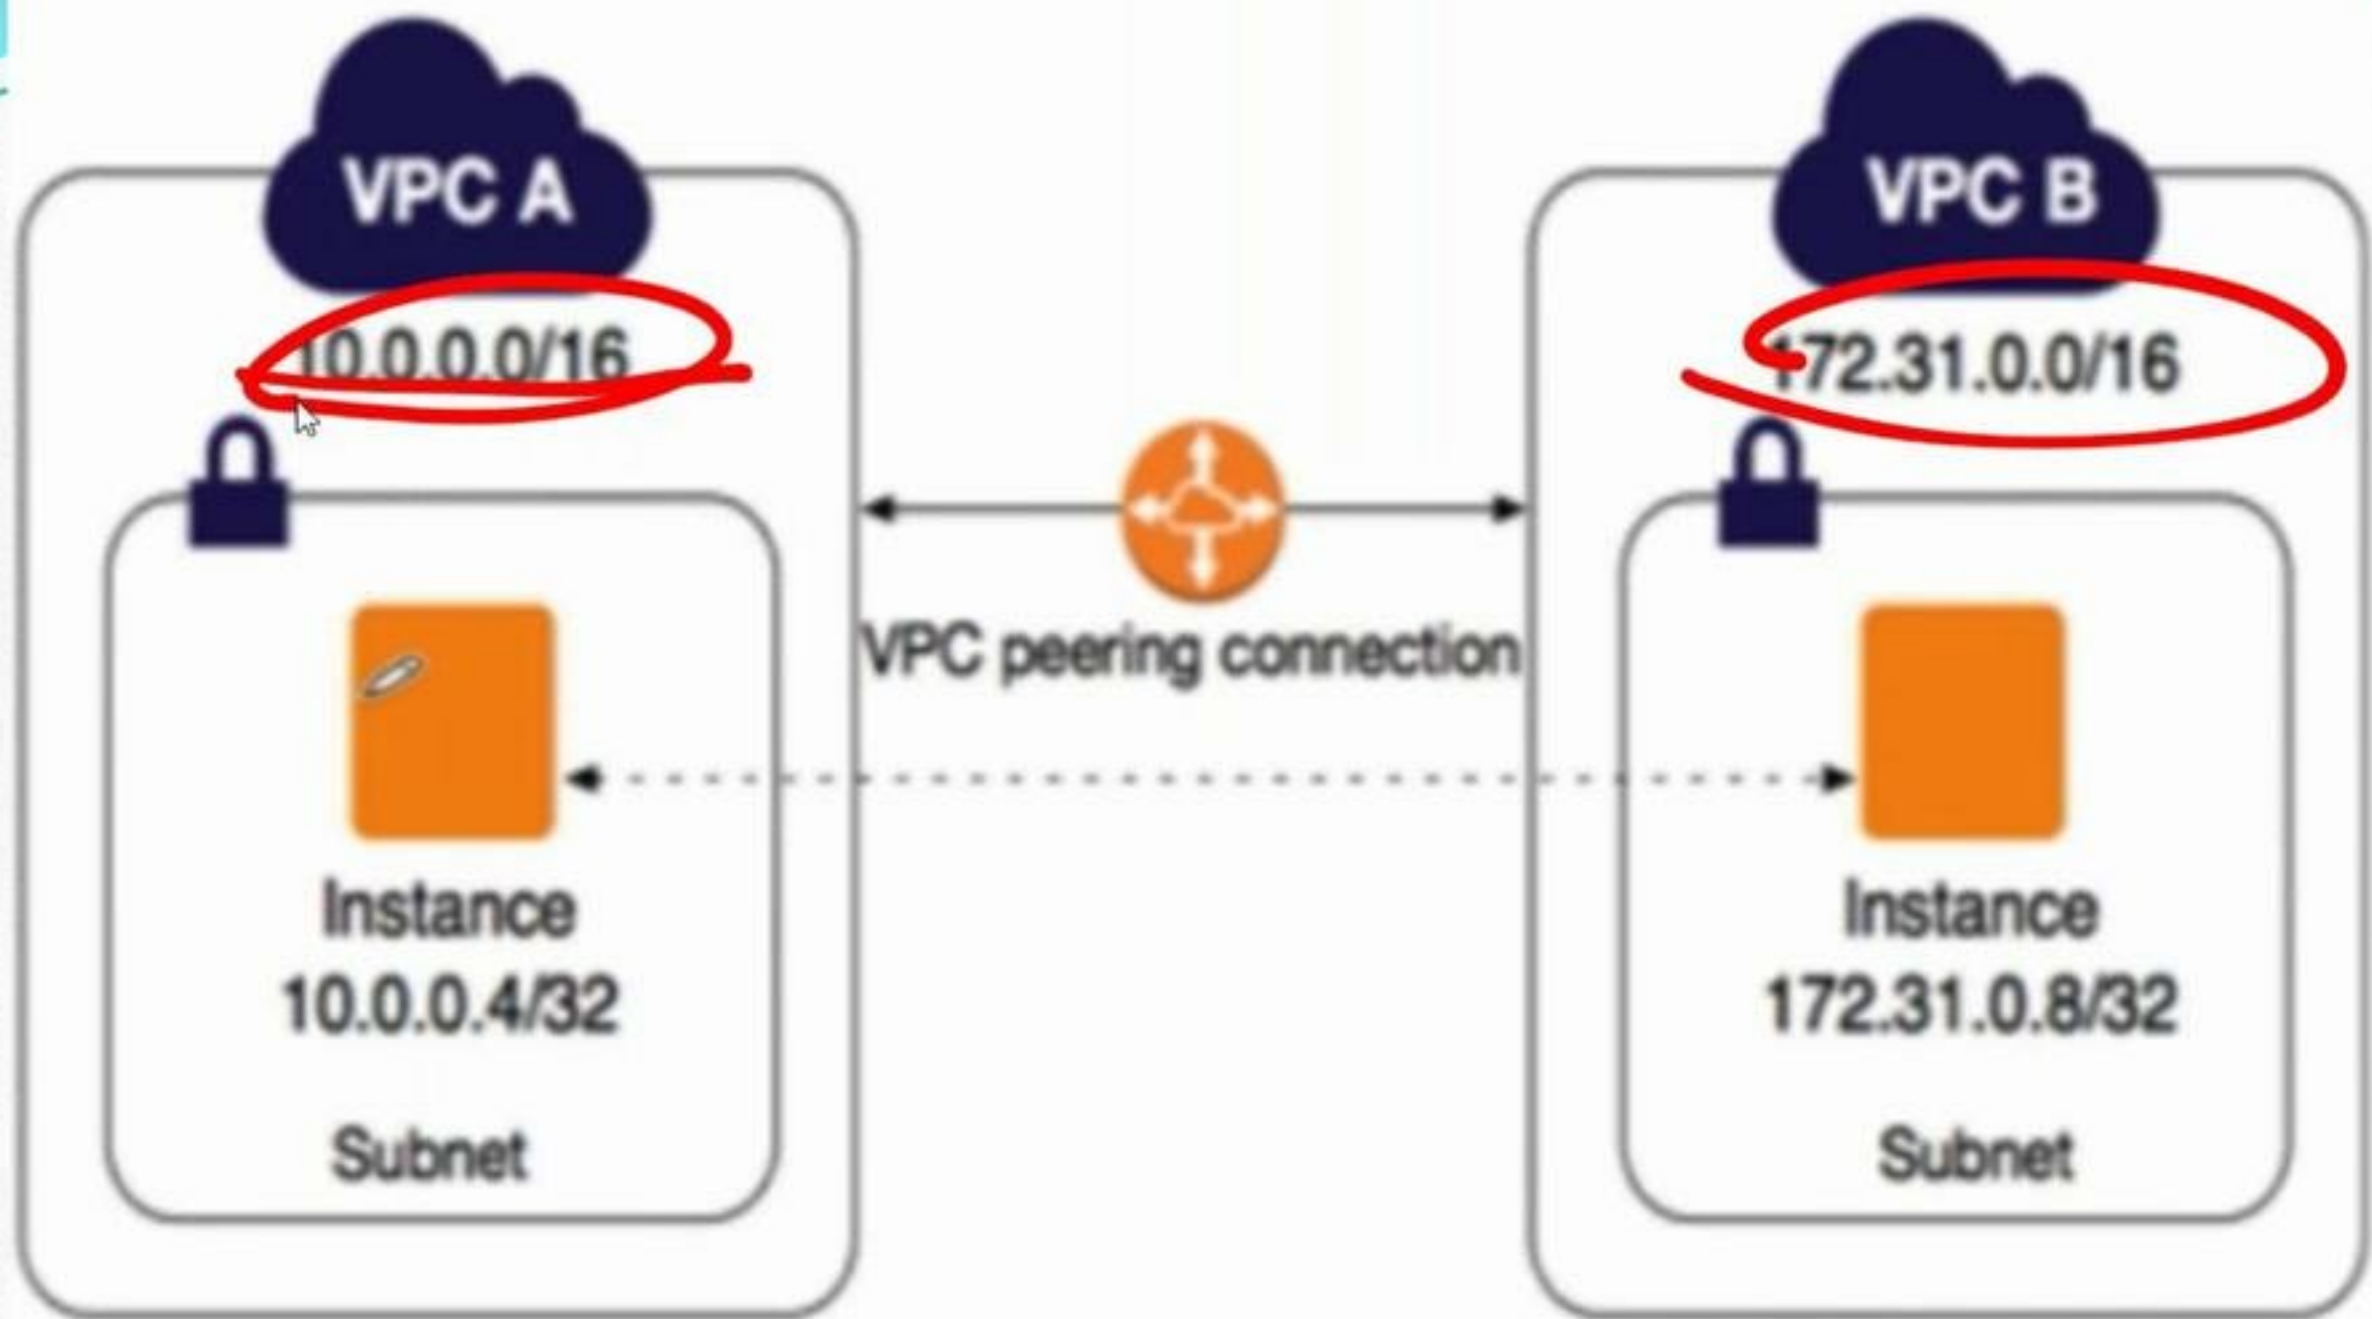 VPC A
10.0.0.0/16
Instance
10.0.0.4/32
Subnet
VPC peering connection
VPC B
172.31.0.0/16
Instance
172.31.0.8/32
Subnet